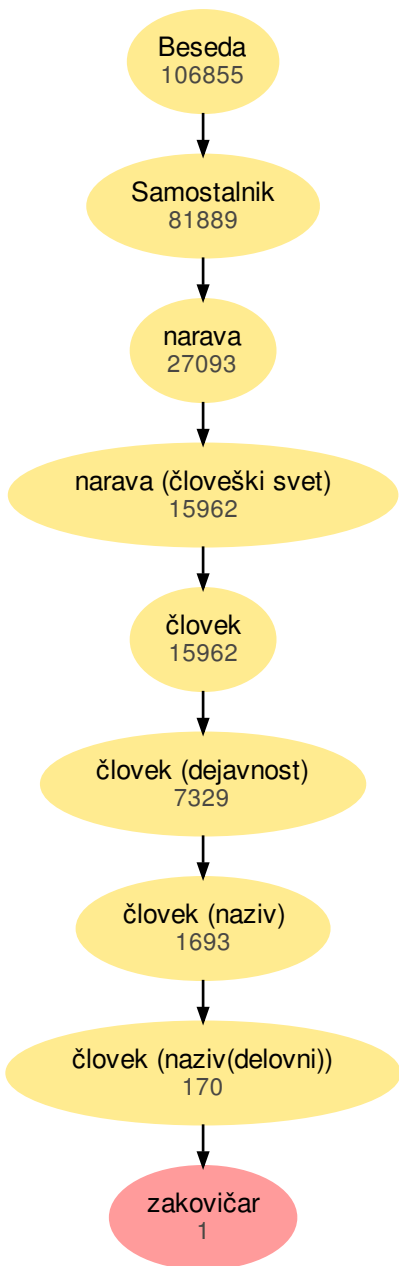 Beseda
106855
Samostalnik
81889
narava
27093
narava (človeški svet)
15962
človek
15962
človek (dejavnost)
7329
človek (naziv)
1693
človek (naziv(delovni))
170
zakovičar
1